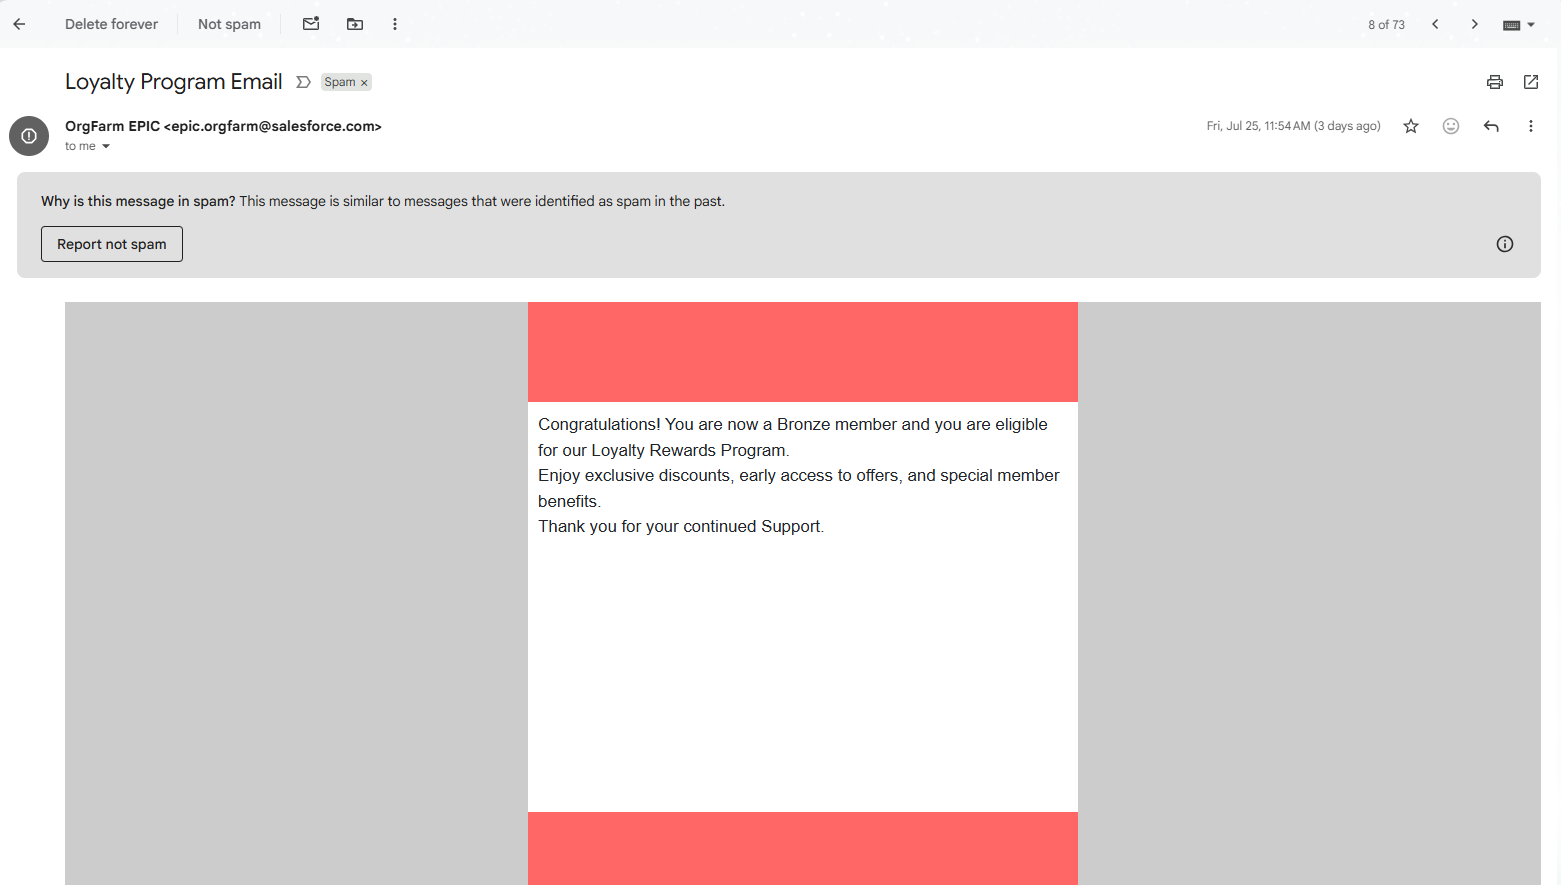 Delete forever
Not spam
8 of 73
Loyalty Program Email
Spam ×
OrgFarm EPIC <epic.orgfarm@salesforce.com>
Fri, Jul 25, 11:54 AM (3 days ago)
to me
Why is this message in spam? This message is similar to messages that were identified as spam in the past.
Report not spam
Congratulations! You are now a Bronze member and you are eligible
for our Loyalty Rewards Program.
Enjoy exclusive discounts, early access to offers, and special member
benefits.
Thank you for your continued Support.